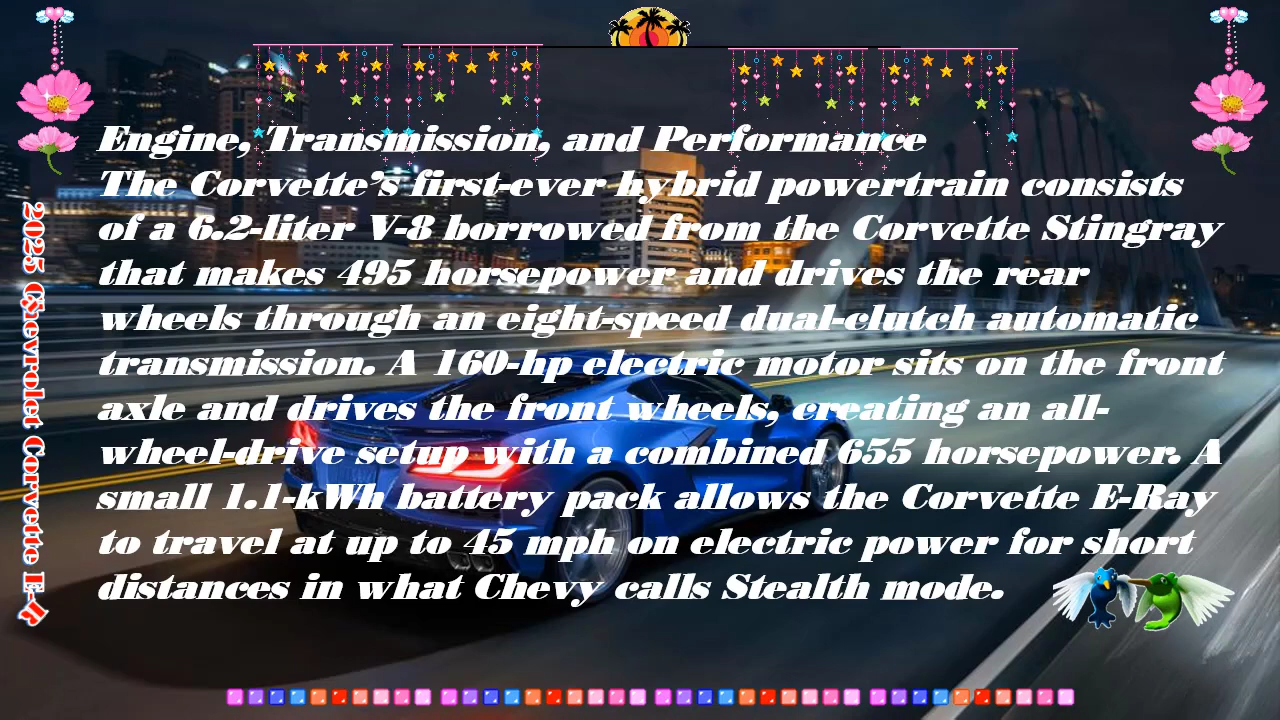 Engine, Transmission, and Performance
The Corvette’s first-ever hybrid powertrain consists
of a 6.2-liter V-8 borrowed from the Corvette Stingray
that makes 495 horsepower and drives the rear
wheels through an eight-speed dual-clutch automatic
transmission. A 160-hp electric motor sits on the front
axle and drives the front wheels, creating an all-
wheel-drive setup with a combined 655 horsepower. A
small 1.1-kWh battery pack allows the Corvette E-Ray
to travel at up to 45 mph on electric power for short
distances in what Chevy calls Stealth mode.
2025 Chevrolet Corvette